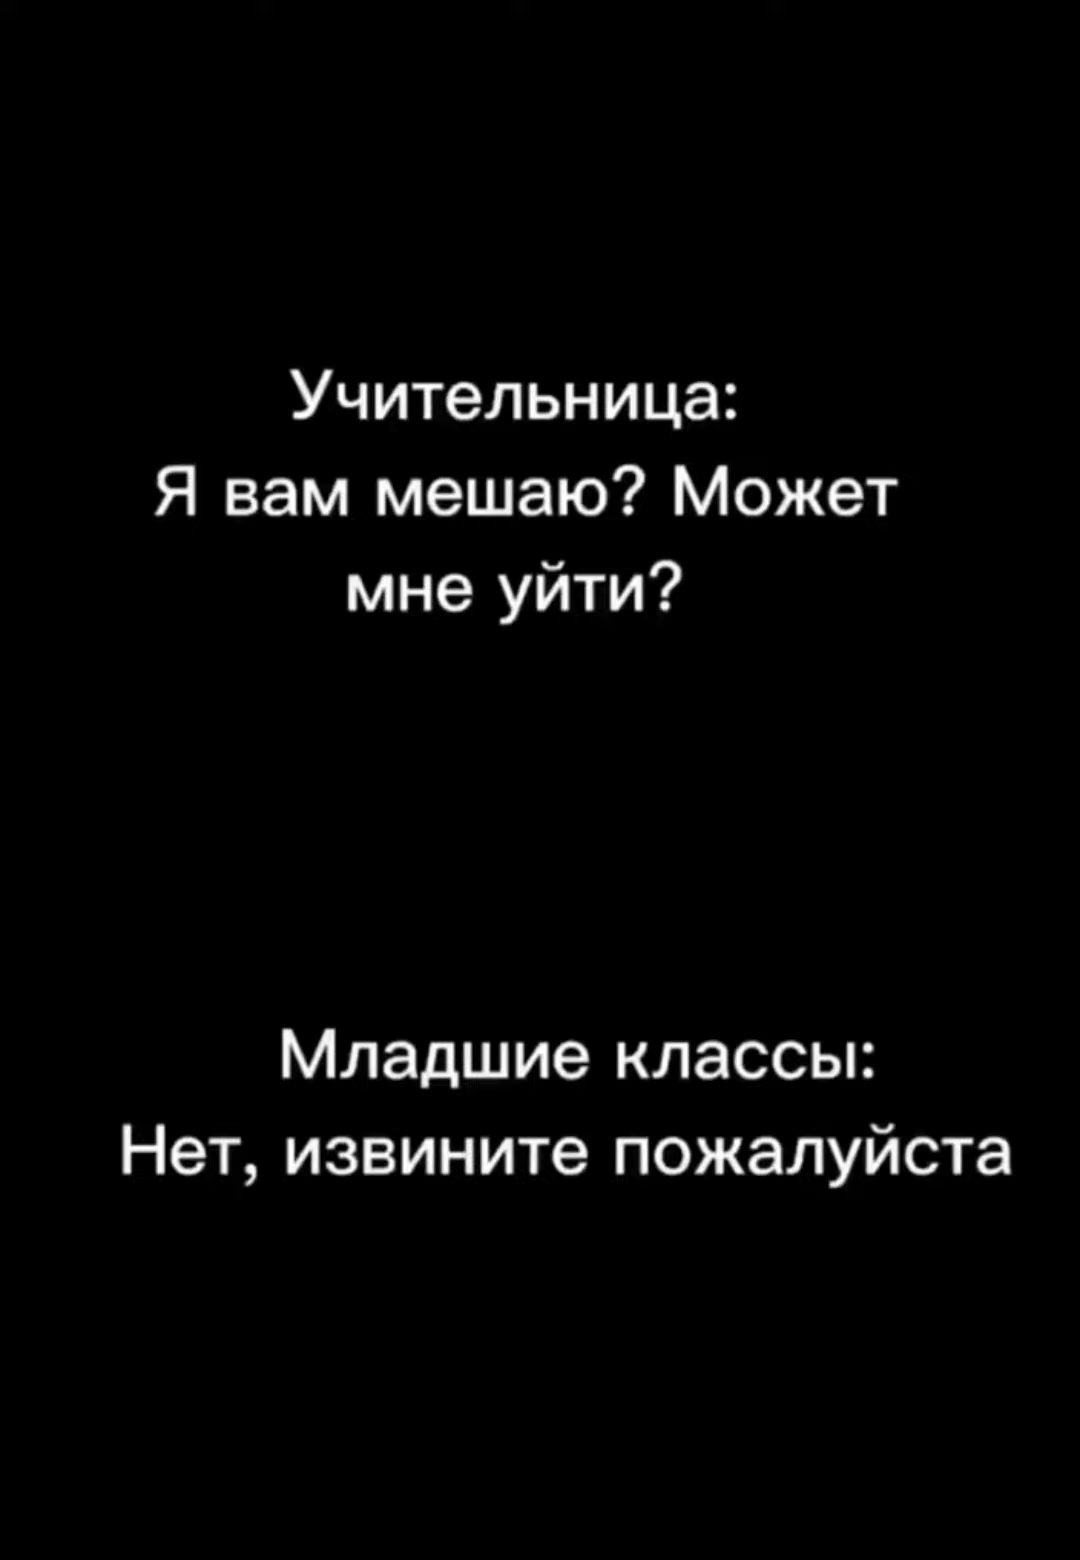 Учительница:
Я вам мешаю? Может
мне уйти?
Младшие классы:
Нет, извините пожалуйста